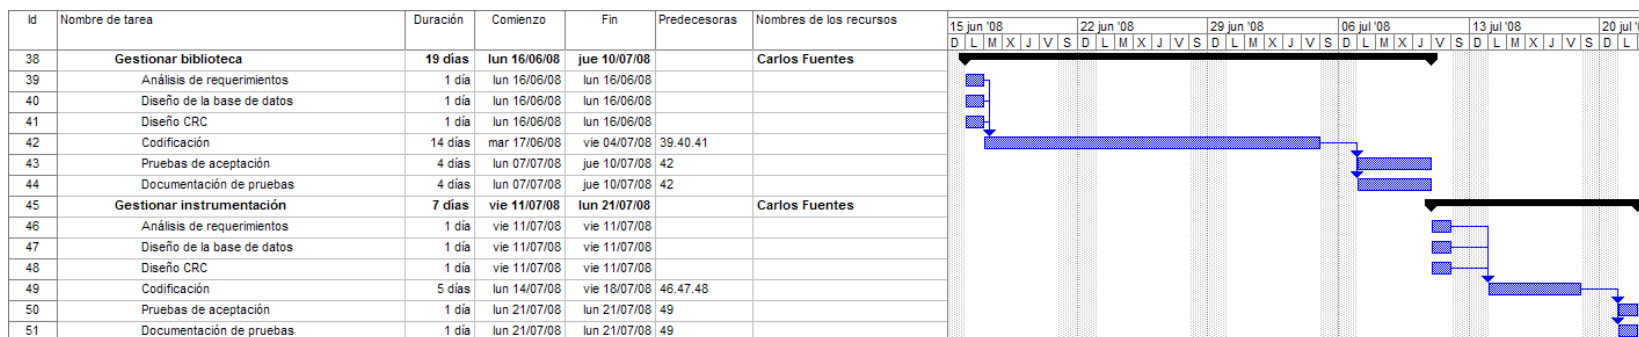 Id Nombre de tarea Duración Comienzo Fin Predecesoras Nombres de los recursos
15 jun '08 22 jun '08 29 jun '08 06 jul '08 13 jul '08 20 jul '
D L M X J V S D L M X J V S D L M X J V S D L M X J V S D L M X J V S D L
38 Gestionar biblioteca 19 días lun 16/06/08 jue 10/07/08 Carlos Fuentes
39 Análisis de requerimientos 1 día lun 16/06/08 lun 16/06/08
40 Diseño de la base de datos 1 día lun 16/06/08 lun 16/06/08
41 Diseño CRC 1 día lun 16/06/08 lun 16/06/08
42 Codificación 14 días mar 17/06/08 vie 04/07/08 39.40.41
43 Pruebas de aceptación 4 días lun 07/07/08 jue 10/07/08 42
44 Documentación de pruebas 4 días lun 07/07/08 jue 10/07/08 42
45 Gestionar instrumentación 7 días vie 11/07/08 lun 21/07/08 Carlos Fuentes
46 Análisis de requerimientos 1 día vie 11/07/08 vie 11/07/08
47 Diseño de la base de datos 1 día vie 11/07/08 vie 11/07/08
48 Diseño CRC 1 día vie 11/07/08 vie 11/07/08
49 Codificación 5 días lun 14/07/08 vie 18/07/08 46.47.48
50 Pruebas de aceptación 1 día lun 21/07/08 lun 21/07/08 49
51 Documentación de pruebas 1 día lun 21/07/08 lun 21/07/08 49